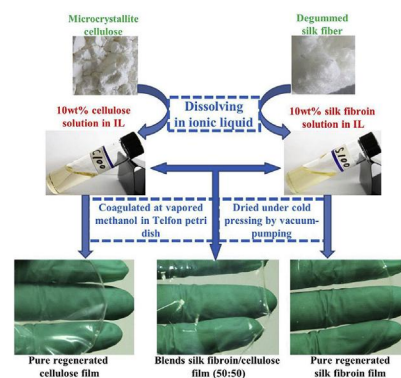 Microcrystallite
cellulose
Degummed
silk fiber
Dissolving
in ionic liquid
10wt% cellulose
solution in IL
10wt% silk fibroin
solution in IL
C100
S100
Coagulated at vapored
methanol in Telfon petri
dish
Dried under cold
pressing by vacuum-
pumping
Pure regenerated
cellulose film
Blends silk fibroin/cellulose
film (50:50)
Pure regenerated
silk fibroin film